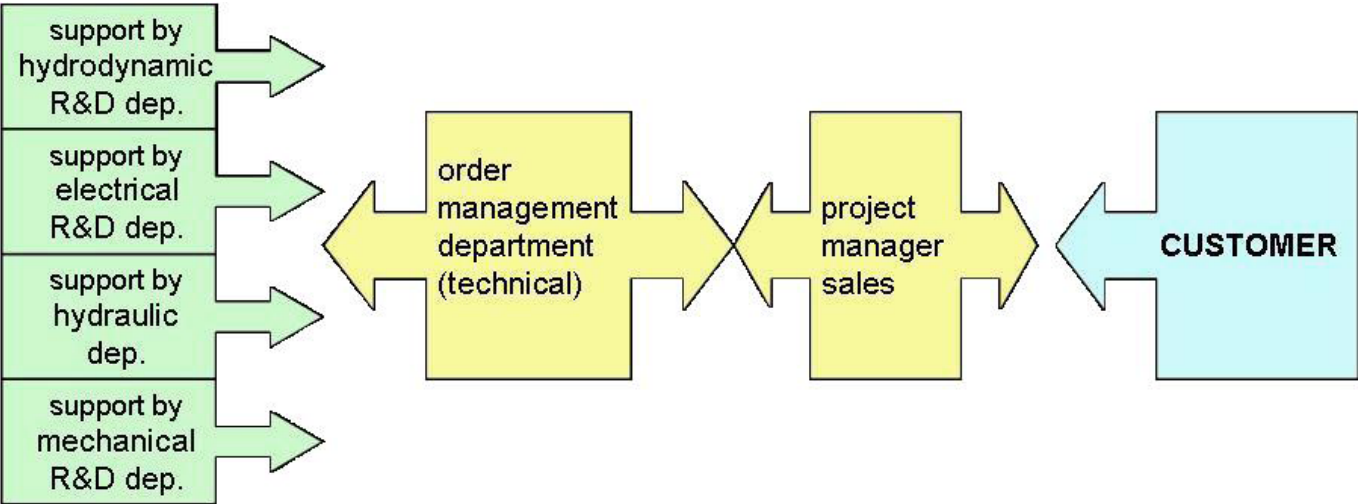 support by
hydrodynamic
R&D dep.
support by
electrical
R&D dep.
support by
hydraulic
dep.
support by
mechanical
R&D dep.
order
management
department
(technical)
project
manager
sales
CUSTOMER